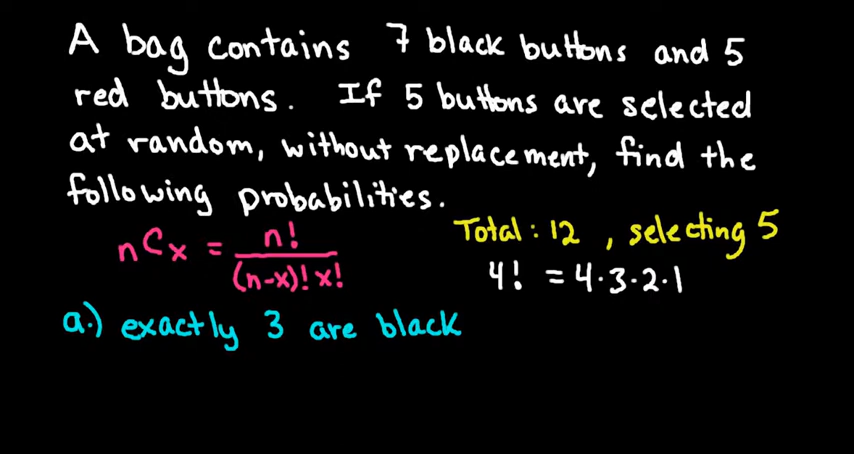 A bag contains 7 black buttons and 5
red buttons. If 5 buttons are selected
at random, without replacement, find the
following probabilities.
nCx = n! / (n-x)! x!
Total: 12, selecting 5
4! = 4·3·2·1
a.) exactly 3 are black